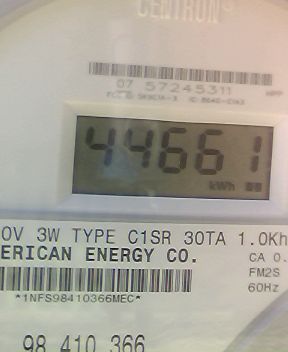 CENTRON®
07 57245311
44661
kWh
0V 3W TYPE C1SR 30TA 1.0Kh
ERICAN ENERGY CO.
CA 0.
FM2S
60Hz
*1NFS98410366MEC*
98 410 366